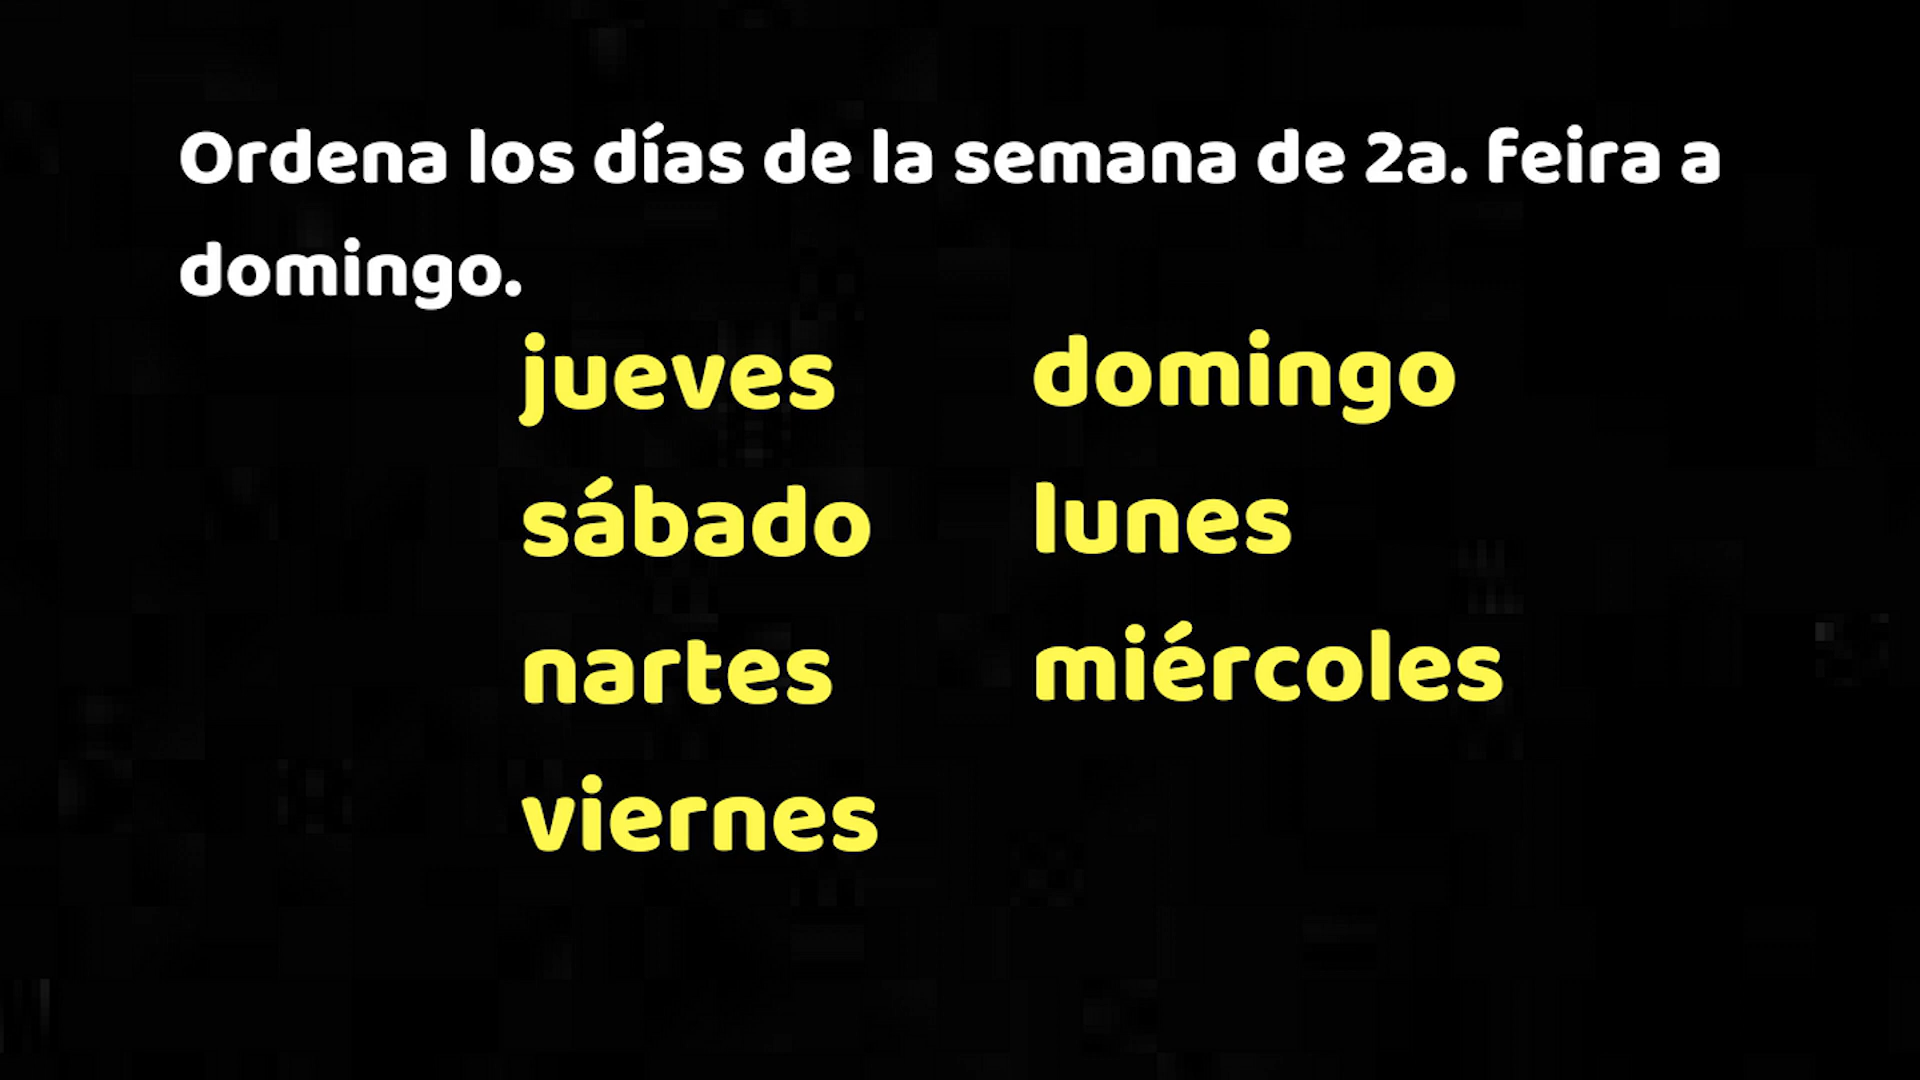 Ordena los días de la semana de 2a. feira a
domingo.
jueves
sábado
nartes
viernes
domingo
lunes
miércoles